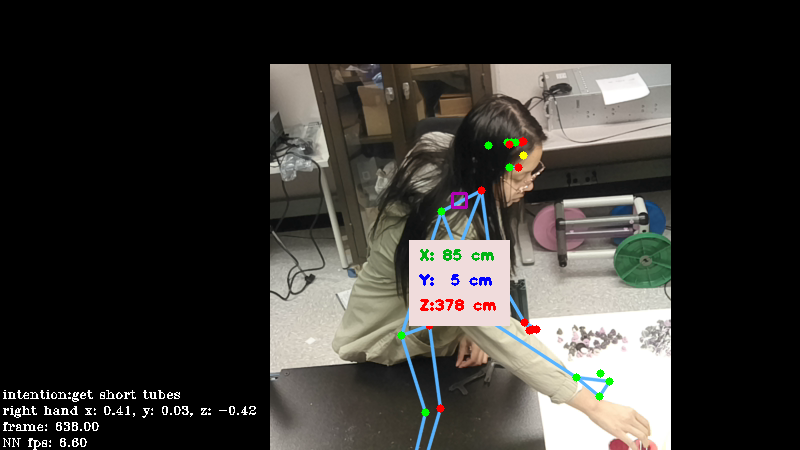 X: 85 cm
Y: 5 cm
Z:378 cm
intention:get short tubes
right hand x: 0.41, y: 0.03, z: -0.42
frame: 638.00
NN fps: 6.60